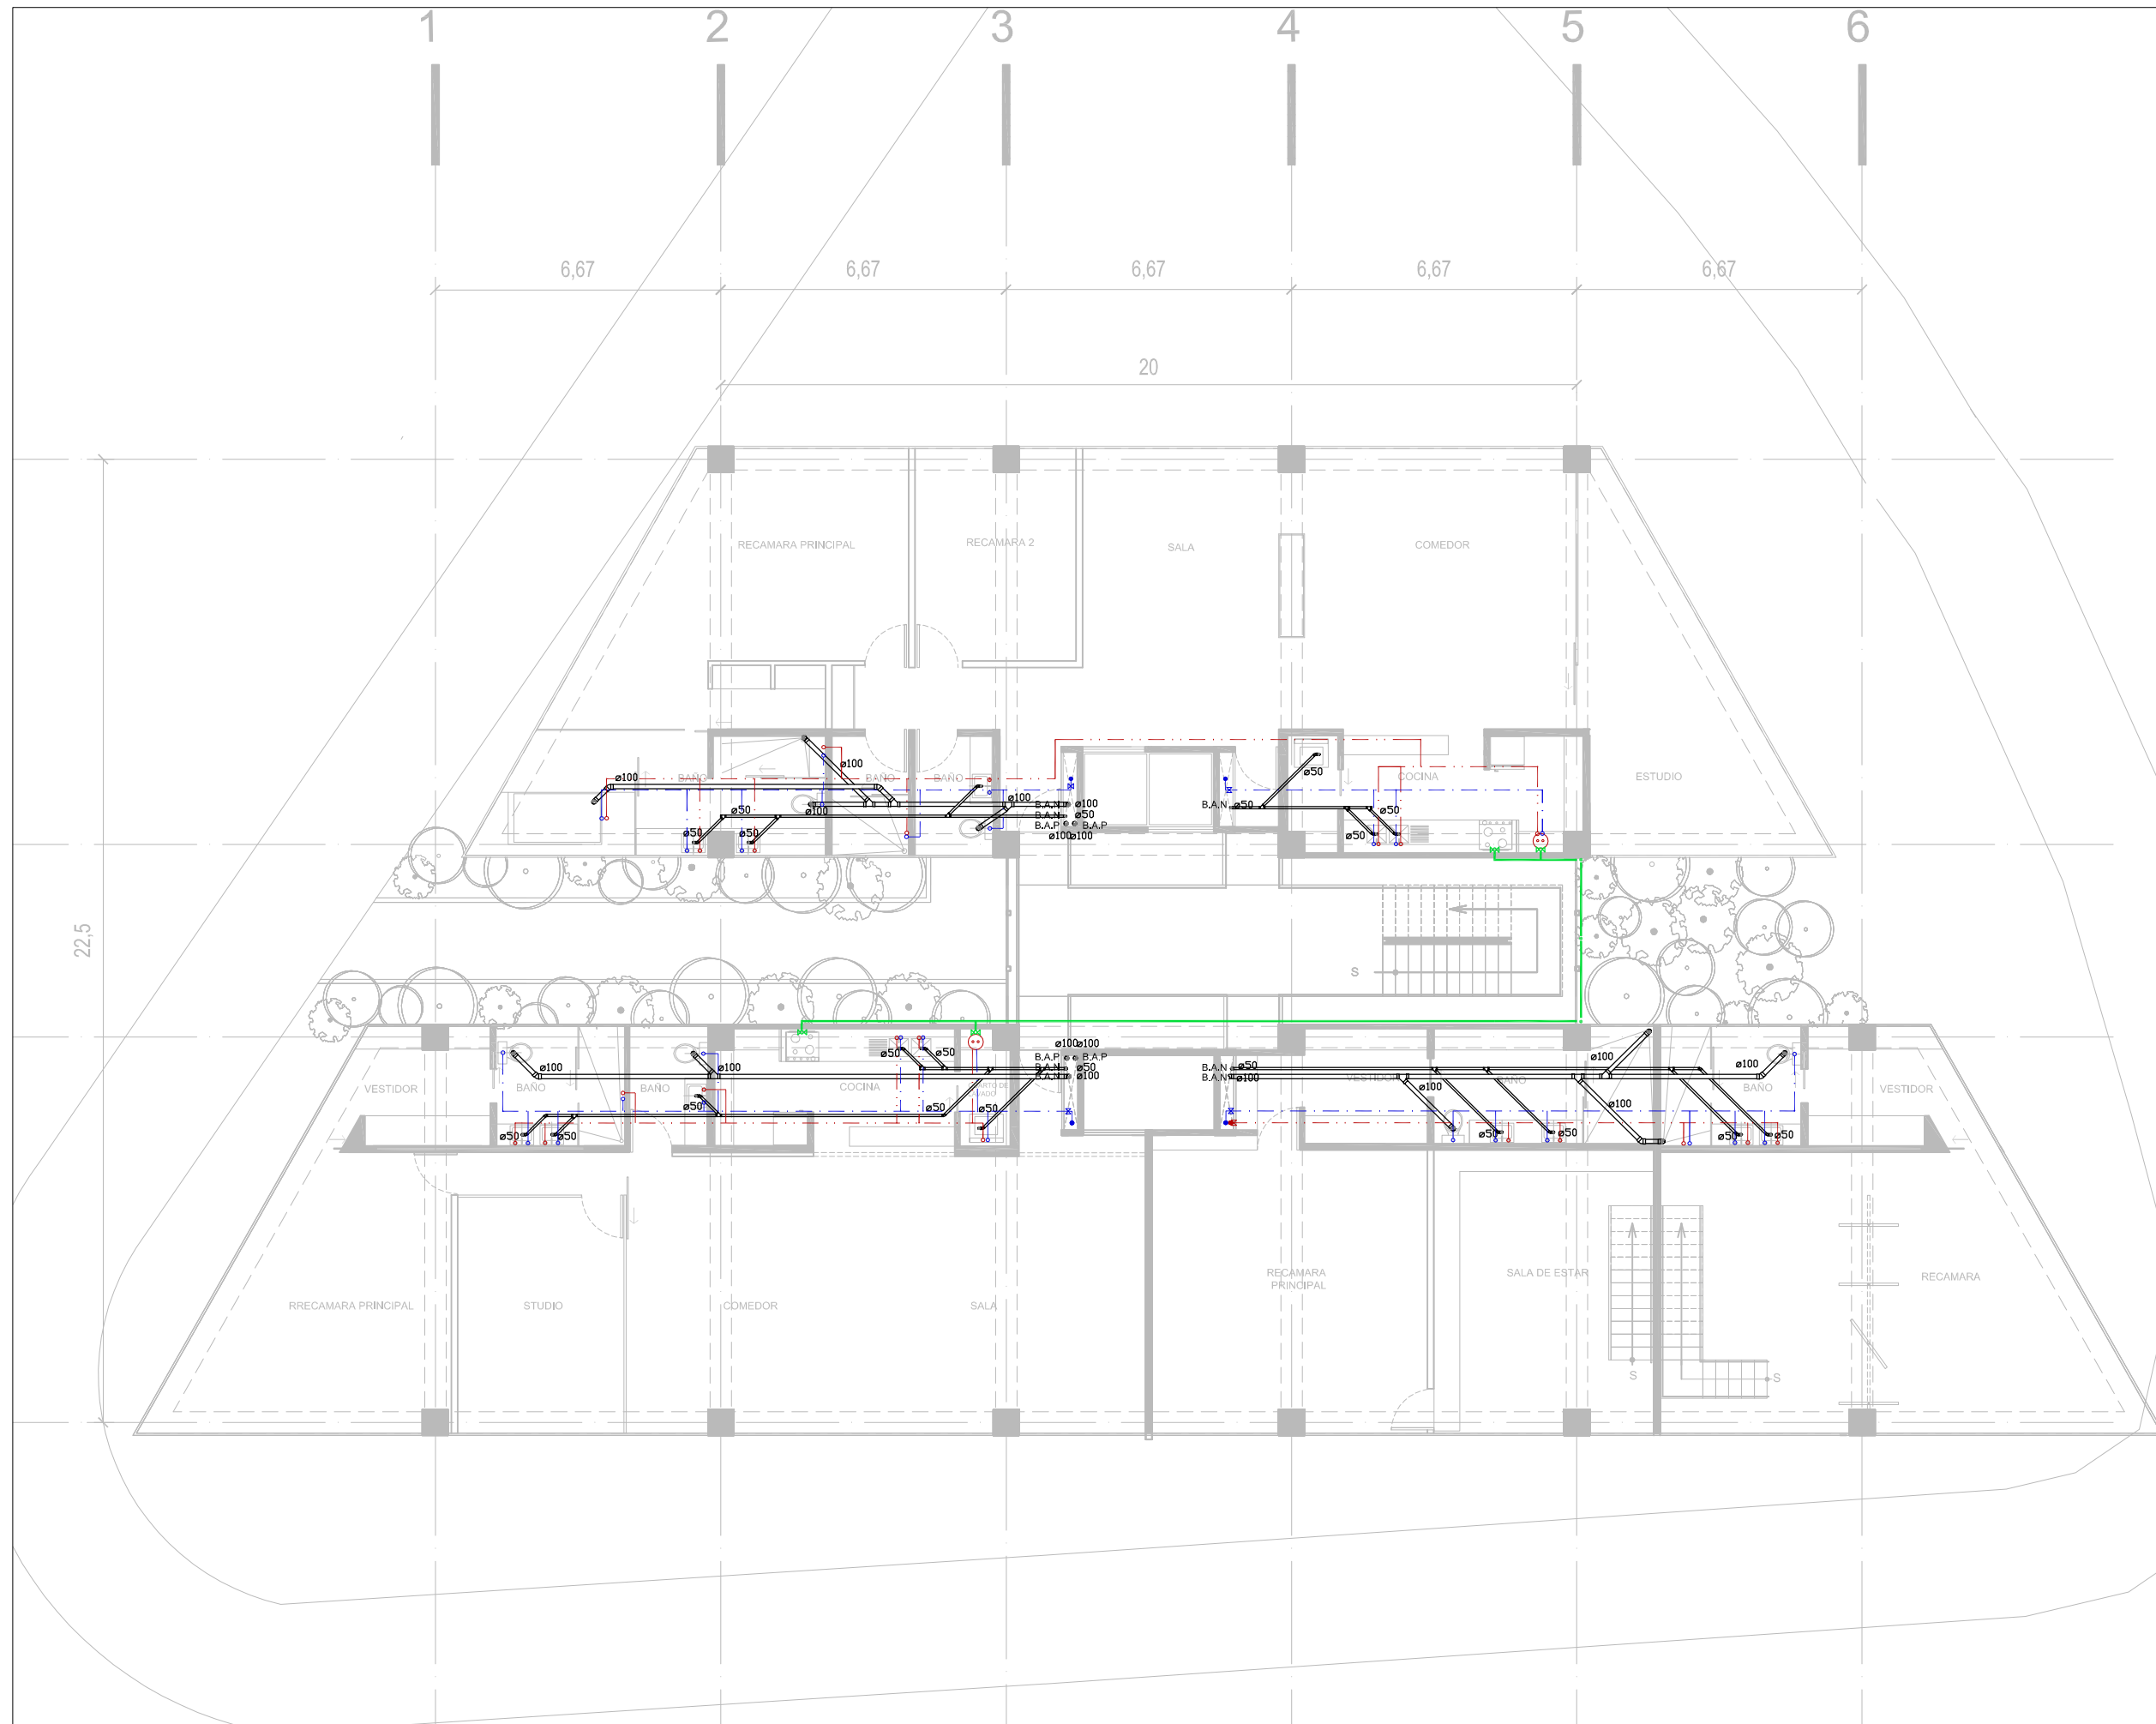 1 2 3 4 5 6
6,67 6,67 6,67 6,67 6,67
20
22,5
RECAMARA PRINCIPAL RECAMARA 2 SALA COMEDOR
ø100 BAÑO ø100 BAÑO BAÑO ø50 COCINA ESTUDIO
ø100 B.A.N ø100 B.A.N ø50
ø50 ø100 B.A.N ø50 ø50
ø50 ø50 B.A.P B.A.P ø50
ø100ø100
S
ø100ø100
ø50 ø50 B.A.P B.A.P ø100 ø100
ø100 ø100 B.A.N ø50 B.A.N ø50
B.A.N ø100 B.A.N ø100
VESTIDOR BAÑO BAÑO COCINA VESTIDOR ø100 BAÑO BAÑO VESTIDOR
ø50 ø50 ø50 ø100
ø50 ø50 ø50 ø50 ø50 ø50
RECAMARA SALA DE ESTAR RECAMARA
PRINCIPAL
RRECAMARA PRINCIPAL STUDIO COMEDOR SALA
S S